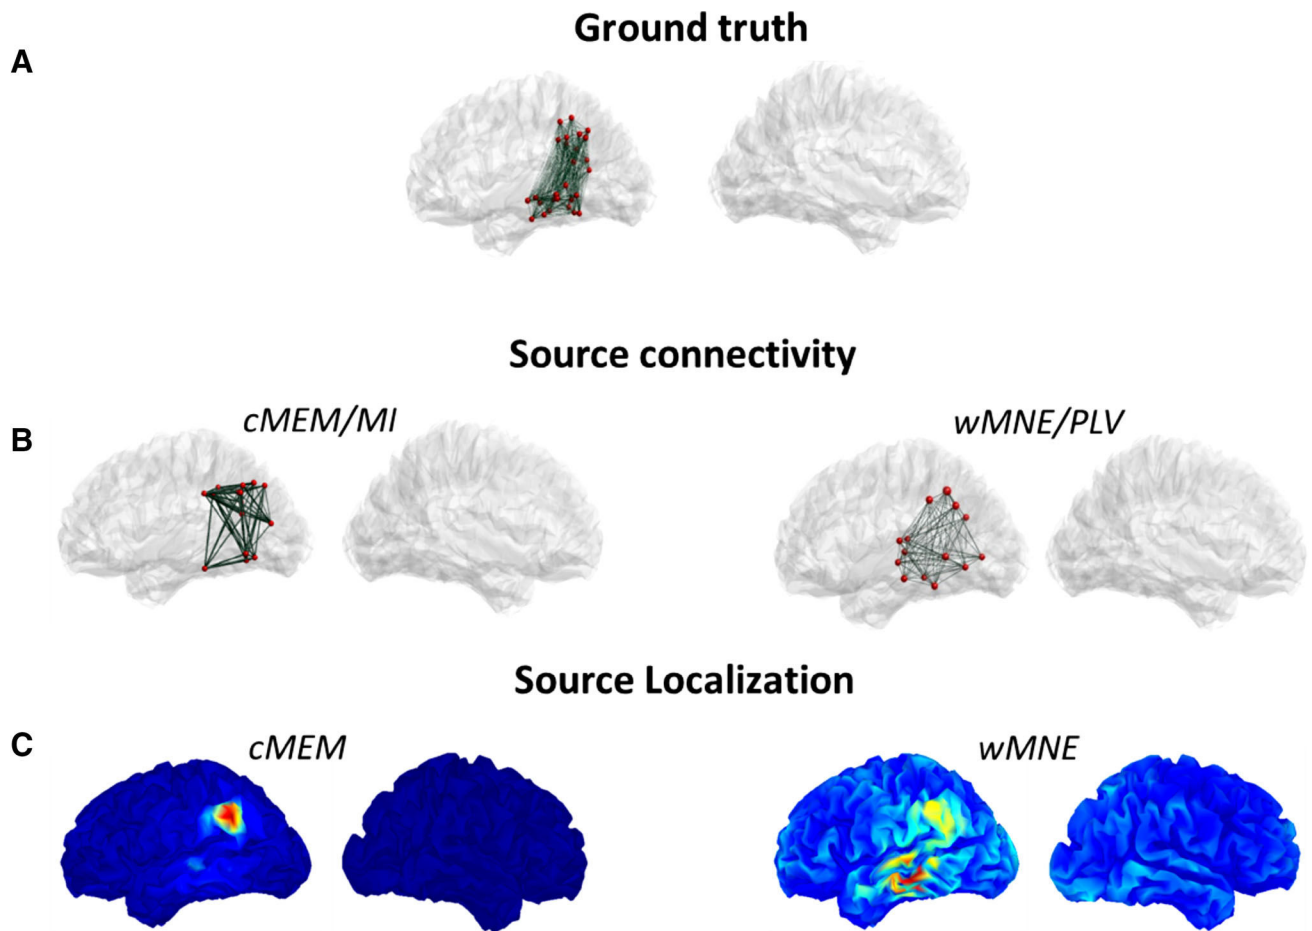 Ground truth
A
Source connectivity
cMEM/MI
wMNE/PLV
B
Source Localization
C
cMEM
wMNE